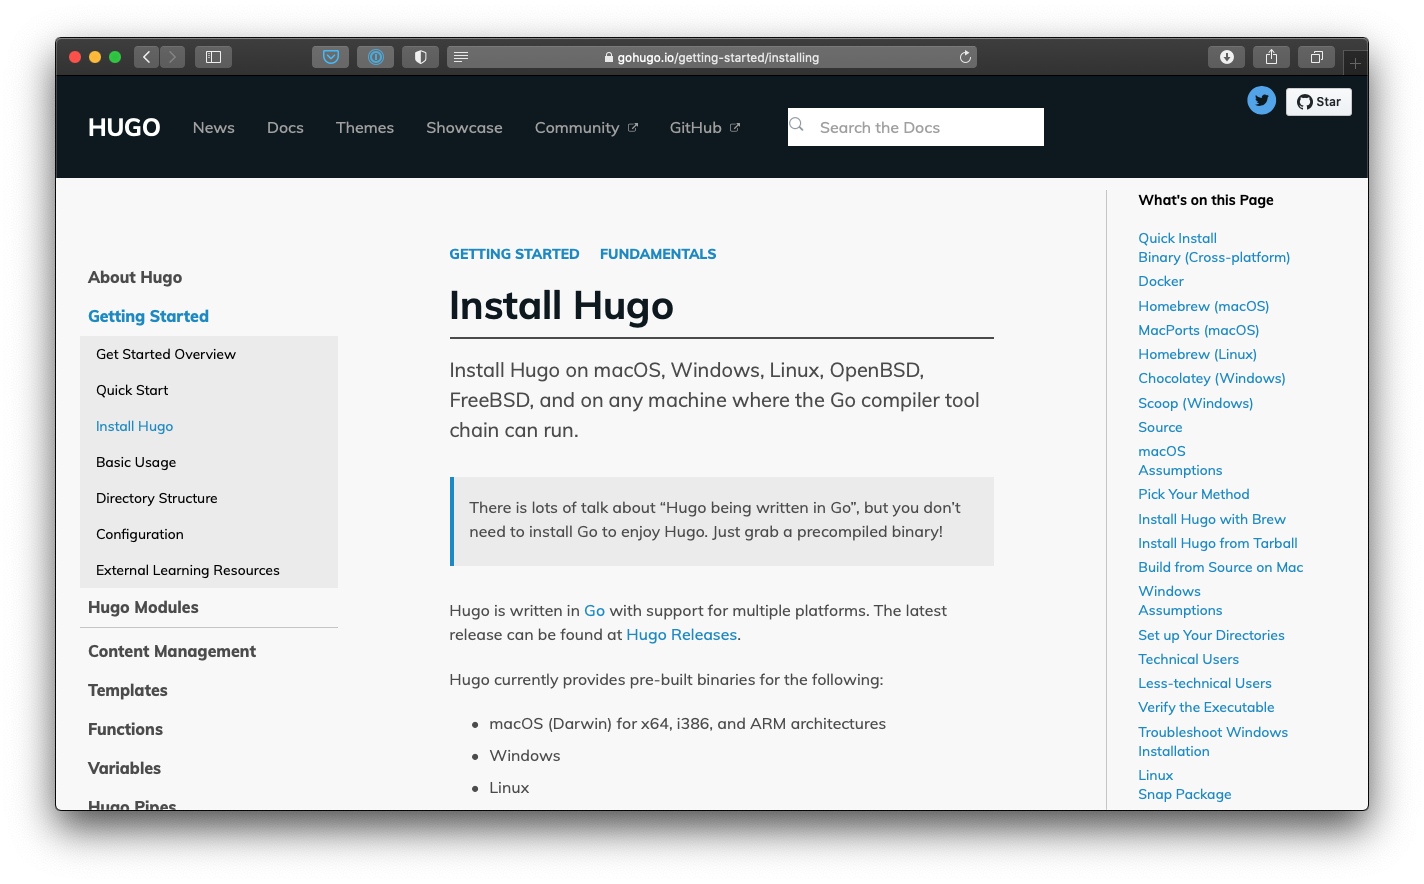 gohugo.io/getting-started/installing
HUGO
News
Docs
Themes
Showcase
Community
GitHub
Search the Docs
Star
About Hugo
Getting Started
Get Started Overview
Quick Start
Install Hugo
Basic Usage
Directory Structure
Configuration
External Learning Resources
Hugo Modules
Content Management
Templates
Functions
Variables
Hugo Pipes
GETTING STARTED
FUNDAMENTALS
Install Hugo
Install Hugo on macOS, Windows, Linux, OpenBSD,
FreeBSD, and on any machine where the Go compiler tool
chain can run.
There is lots of talk about “Hugo being written in Go”, but you don’t
need to install Go to enjoy Hugo. Just grab a precompiled binary!
Hugo is written in Go with support for multiple platforms. The latest
release can be found at Hugo Releases.
Hugo currently provides pre-built binaries for the following:
• macOS (Darwin) for x64, i386, and ARM architectures
• Windows
• Linux
What's on this Page
Quick Install
Binary (Cross-platform)
Docker
Homebrew (macOS)
MacPorts (macOS)
Homebrew (Linux)
Chocolatey (Windows)
Scoop (Windows)
Source
macOS
Assumptions
Pick Your Method
Install Hugo with Brew
Install Hugo from Tarball
Build from Source on Mac
Windows
Assumptions
Set up Your Directories
Technical Users
Less-technical Users
Verify the Executable
Troubleshoot Windows
Installation
Linux
Snap Package